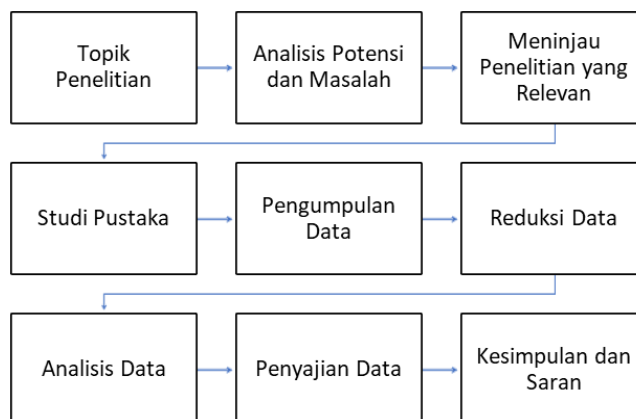 Topik
Penelitian
Analisis Potensi
dan Masalah
Meninjau
Penelitian yang
Relevan
Studi Pustaka
Pengumpulan
Data
Reduksi Data
Analisis Data
Penyajian Data
Kesimpulan dan
Saran